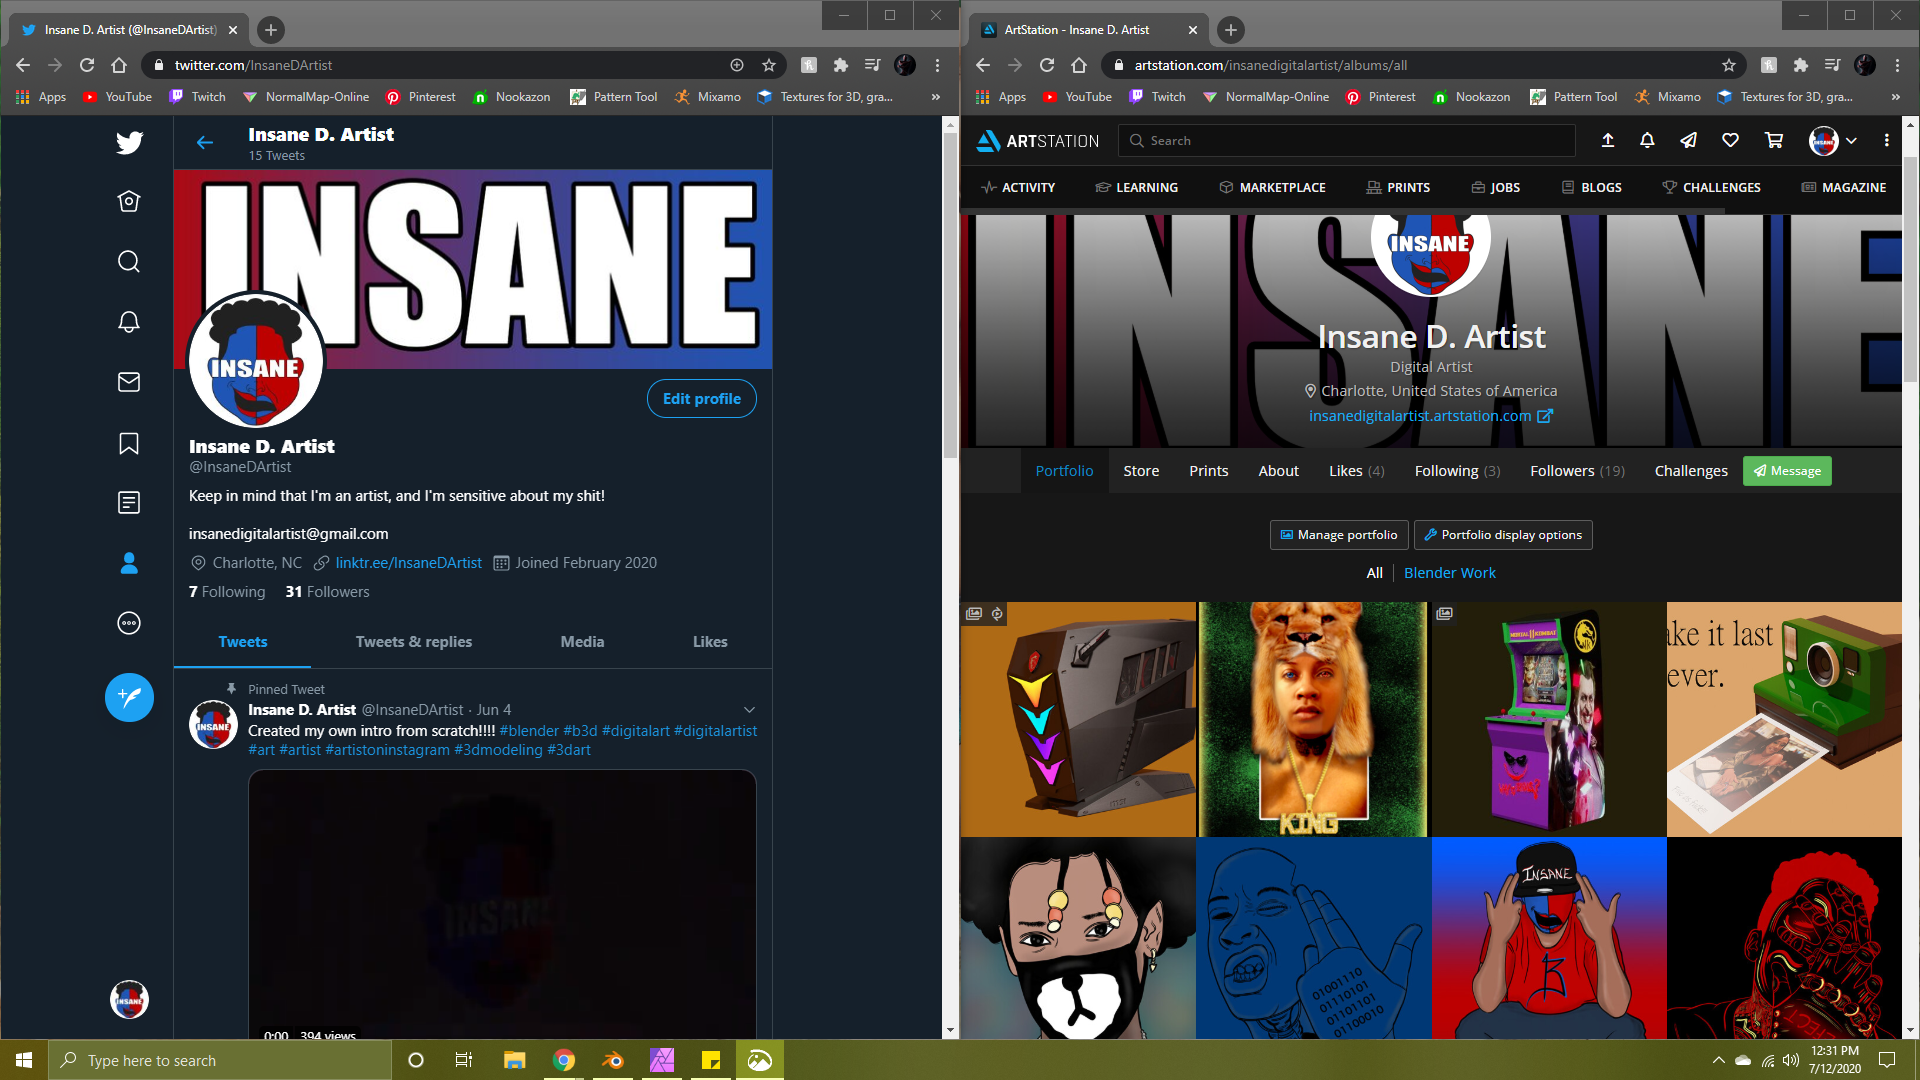 Insane D. Artist (@InsaneDArtist)
twitter.com/InsaneDArtist
Apps YouTube Twitch NormalMap-Online Pinterest Nookazon Pattern Tool Mixamo Textures for 3D, gra... »
Insane D. Artist
15 Tweets
INSANE
INSANE
Edit profile
Insane D. Artist
@InsaneDArtist
Keep in mind that I'm an artist, and I'm sensitive about my shit!
insanedigitalartist@gmail.com
Charlotte, NC linktr.ee/InsaneDArtist Joined February 2020
7 Following 31 Followers
Tweets Tweets & replies Media Likes
Pinned Tweet
INSANE
Insane D. Artist @InsaneDArtist · Jun 4
Created my own intro from scratch!!!! #blender #b3d #digitalart #digitalartist
#art #artist #artistoninstagram #3dmodeling #3dart
INSANE
0:00 394 views
INSANE
ArtStation - Insane D. Artist
artstation.com/insanedigitalartist/albums/all
Apps YouTube Twitch NormalMap-Online Pinterest Nookazon Pattern Tool Mixamo Textures for 3D, gra... »
ARTSTATION Search
INSANE
ACTIVITY LEARNING MARKETPLACE PRINTS JOBS BLOGS CHALLENGES MAGAZINE
INSANE
INSANE
Insane D. Artist
Digital Artist
Charlotte, United States of America
insanedigitalartist.artstation.com
Portfolio Store Prints About Likes (4) Following (3) Followers (19) Challenges Message
Manage portfolio Portfolio display options
All Blender Work
KING
MORTAL KOMBAT
ake it last
ever.
01001110
01110101
01101101
01100010
INSANE
Type here to search
12:31 PM
7/12/2020